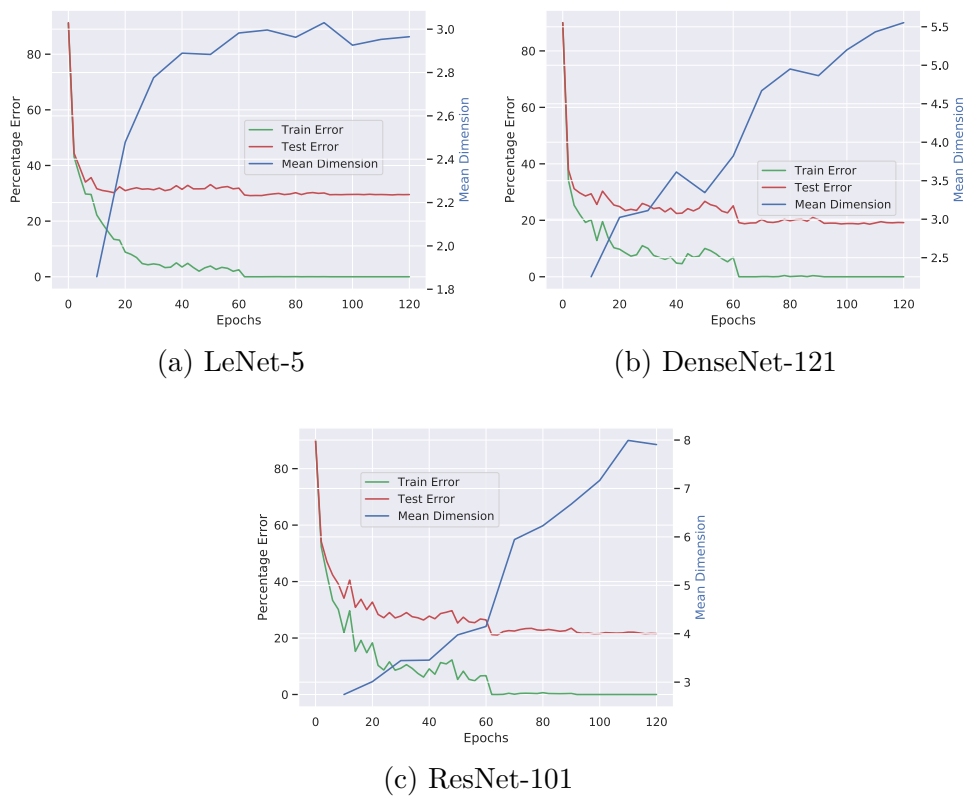 80
60
40
20
0
Percentage Error
Train Error
Test Error
Mean Dimension
3.0
2.8
2.6
2.4
2.2
2.0
1.8
Mean Dimension
0 20 40 60 80 100 120
Epochs
(a) LeNet-5
80
60
40
20
0
Percentage Error
Train Error
Test Error
Mean Dimension
5.5
5.0
4.5
4.0
3.5
3.0
2.5
Mean Dimension
0 20 40 60 80 100 120
Epochs
(b) DenseNet-121
80
60
40
20
0
Percentage Error
Train Error
Test Error
Mean Dimension
8
7
6
5
4
3
Mean Dimension
0 20 40 60 80 100 120
Epochs
(c) ResNet-101